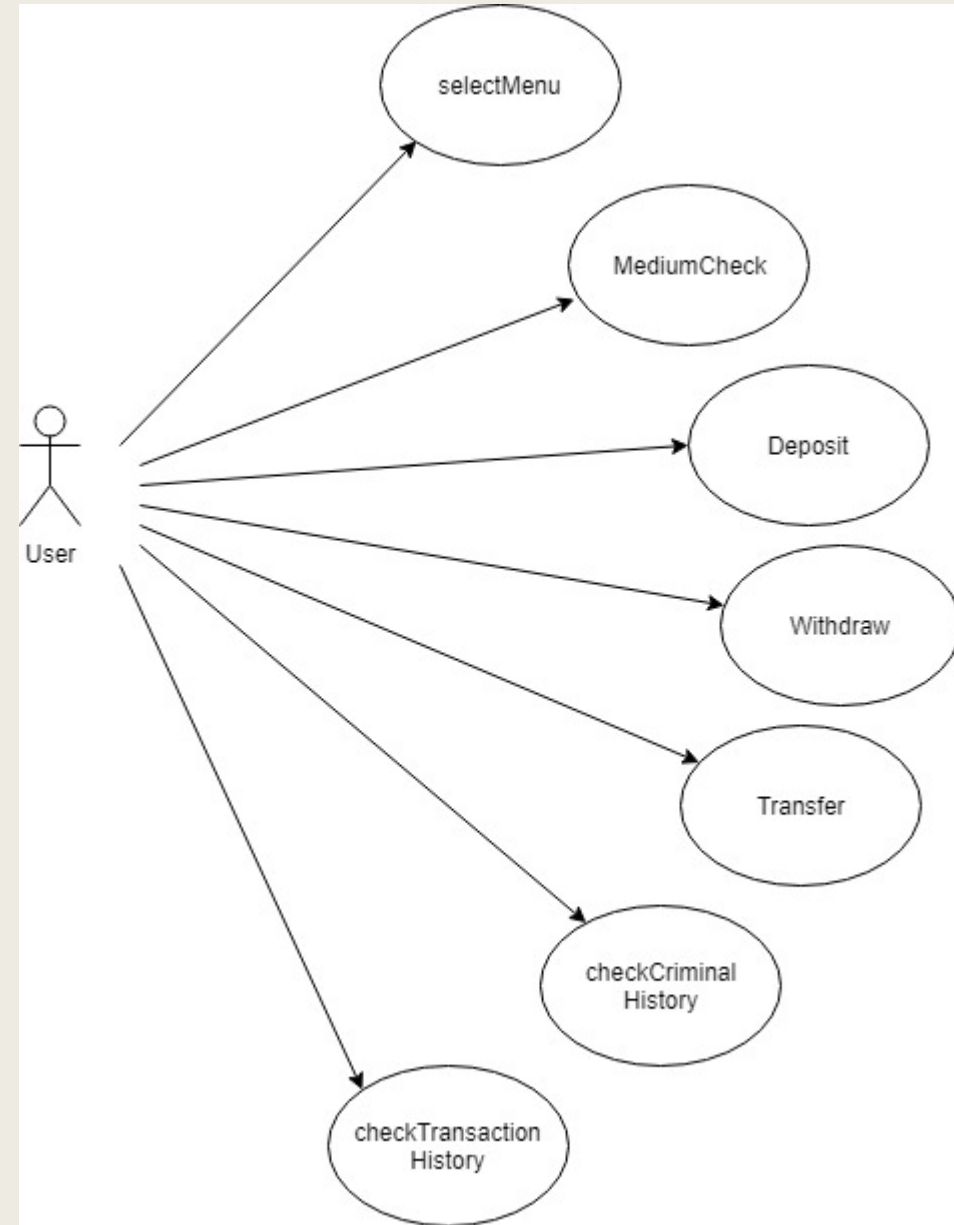 selectMenu
MediumCheck
Deposit
Withdraw
User
Transfer
checkCriminal
History
checkTransaction
History